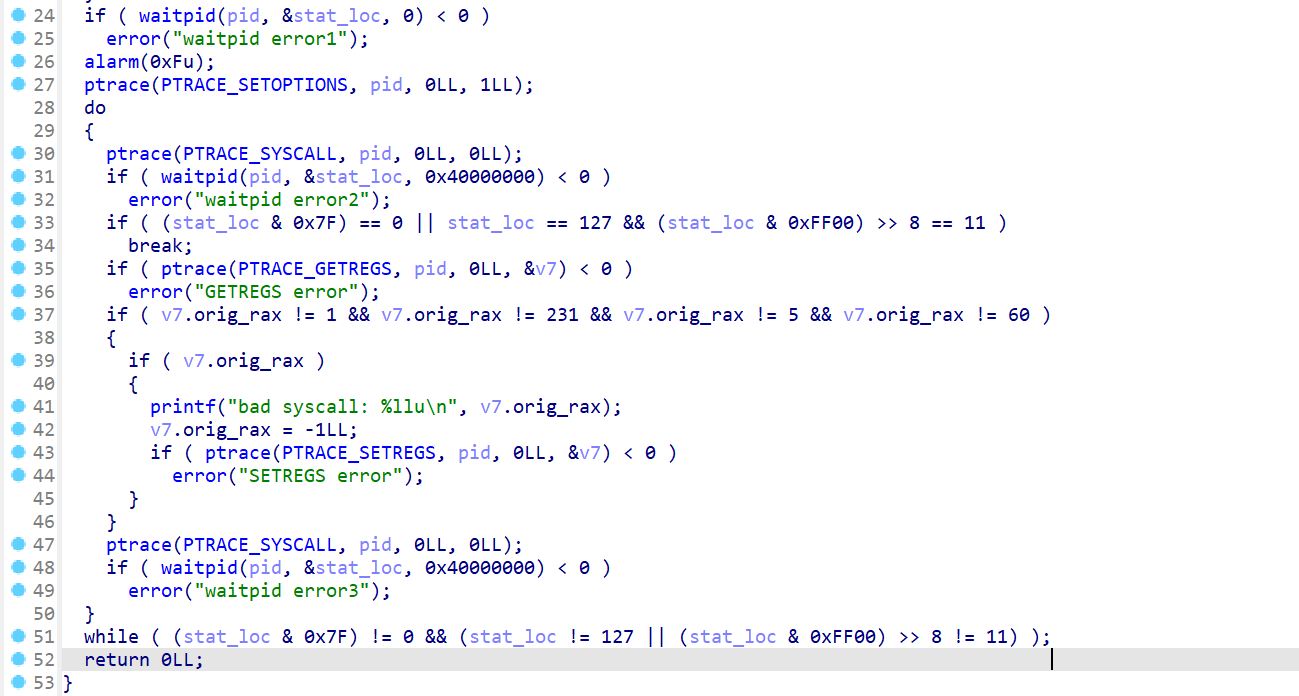 24 if ( waitpid(pid, &stat_loc, 0) < 0 )
25 error("waitpid error1");
26 alarm(0xFu);
27 ptrace(PTRACE_SETOPTIONS, pid, 0LL, 1LL);
28 do
29 {
30 ptrace(PTRACE_SYSCALL, pid, 0LL, 0LL);
31 if ( waitpid(pid, &stat_loc, 0x40000000) < 0 )
32 error("waitpid error2");
33 if ( (stat_loc & 0x7F) == 0 || stat_loc == 127 && (stat_loc & 0xFF00) >> 8 == 11 )
34 break;
35 if ( ptrace(PTRACE_GETREGS, pid, 0LL, &v7) < 0 )
36 error("GETREGS error");
37 if ( v7.orig_rax != 1 && v7.orig_rax != 231 && v7.orig_rax != 5 && v7.orig_rax != 60 )
38 {
39 if ( v7.orig_rax )
40 {
41 printf("bad syscall: %llu\n", v7.orig_rax);
42 v7.orig_rax = -1LL;
43 if ( ptrace(PTRACE_SETREGS, pid, 0LL, &v7) < 0 )
44 error("SETREGS error");
45 }
46 }
47 ptrace(PTRACE_SYSCALL, pid, 0LL, 0LL);
48 if ( waitpid(pid, &stat_loc, 0x40000000) < 0 )
49 error("waitpid error3");
50 }
51 while ( (stat_loc & 0x7F) != 0 && (stat_loc != 127 || (stat_loc & 0xFF00) >> 8 != 11) );
52 return 0LL;
53 }